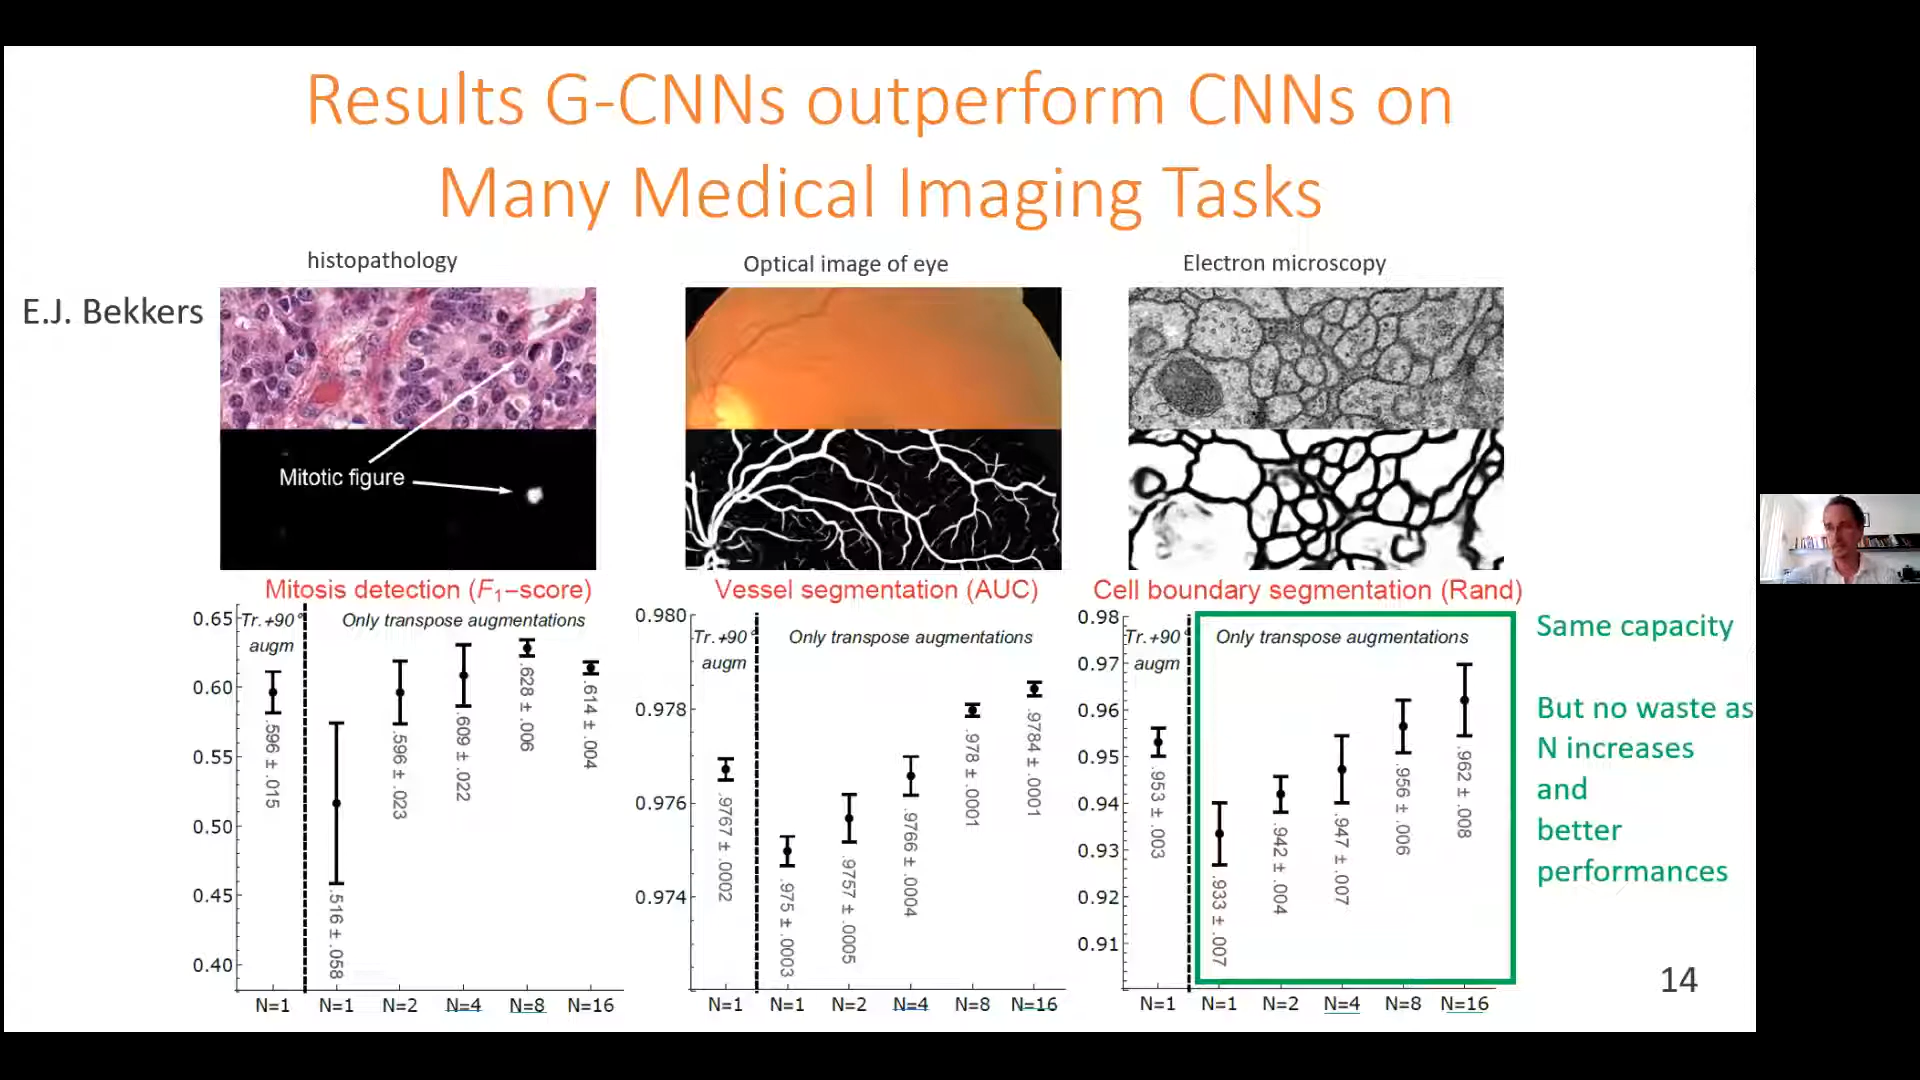 Results G-CNNs outperform CNNs on
Many Medical Imaging Tasks
E.J. Bekkers
histopathology
Optical image of eye
Electron microscopy
Mitotic figure
Mitosis detection (F₁–score)
0.65
0.60
0.55
0.50
0.45
0.40
Tr.+90°
augm
Only transpose augmentations
.596 ± .015
.516 ± .058
.596 ± .023
.609 ± .022
.628 ± .006
.614 ± .004
N=1
N=1
N=2
N=4
N=8
N=16
Vessel segmentation (AUC)
0.980
0.978
0.976
0.974
Tr.+90°
augm
Only transpose augmentations
.9767 ± .0002
.975 ± .0003
.9757 ± .0005
.9766 ± .0004
.978 ± .0001
.9784 ± .0001
N=1
N=1
N=2
N=4
N=8
N=16
Cell boundary segmentation (Rand)
0.98
0.97
0.96
0.95
0.94
0.93
0.92
0.91
Tr.+90°
augm
Only transpose augmentations
.953 ± .003
.933 ± .007
.942 ± .004
.947 ± .007
.956 ± .006
.962 ± .008
N=1
N=1
N=2
N=4
N=8
N=16
Same capacity
But no waste as
N increases
and
better
performances
14